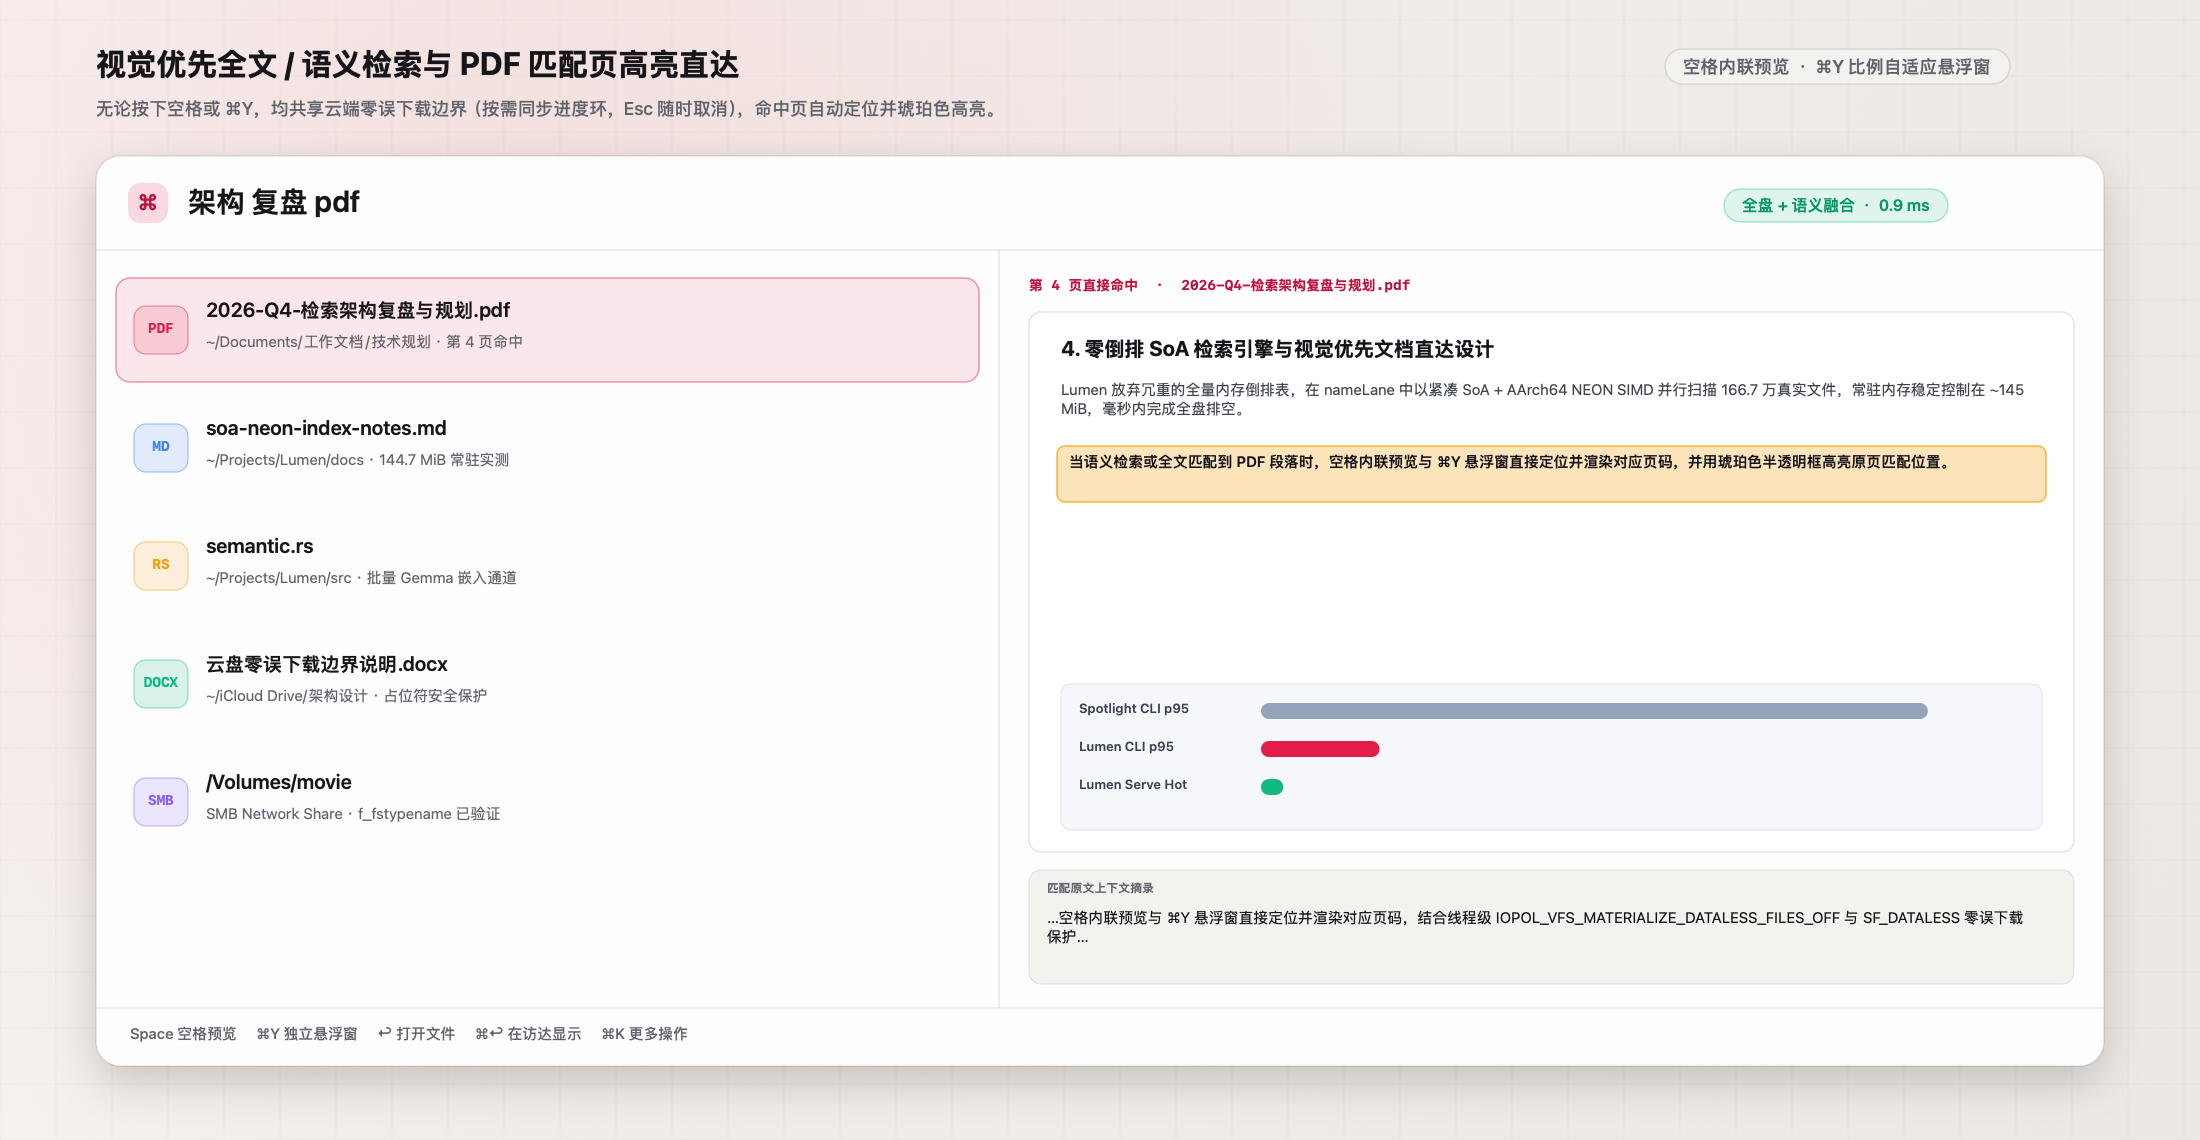 视觉优先全文 / 语义检索与 PDF 匹配页高亮直达
无论按下空格或 ⌘Y，均共享云端零误下载边界（按需同步进度环，Esc 随时取消），命中页自动定位并琥珀色高亮。
空格内联预览 · ⌘Y 比例自适应悬浮窗
⌘ 架构 复盘 pdf
全盘 + 语义融合 · 0.9 ms
PDF
2026-Q4-检索架构复盘与规划.pdf
~/Documents/工作文档/技术规划 · 第 4 页命中
MD
soa-neon-index-notes.md
~/Projects/Lumen/docs · 144.7 MiB 常驻实测
RS
semantic.rs
~/Projects/Lumen/src · 批量 Gemma 嵌入通道
DOCX
云盘零误下载边界说明.docx
~/iCloud Drive/架构设计 · 占位符安全保护
SMB
/Volumes/movie
SMB Network Share · f_fstypename 已验证
第 4 页直接命中 · 2026-Q4-检索架构复盘与规划.pdf
4. 零倒排 SoA 检索引擎与视觉优先文档直达设计
Lumen 放弃冗重的全量内存倒排表，在 nameLane 中以紧凑 SoA + AArch64 NEON SIMD 并行扫描 166.7 万真实文件，常驻内存稳定控制在 ~145
MiB，毫秒内完成全盘排空。
当语义检索或全文匹配到 PDF 段落时，空格内联预览与 ⌘Y 悬浮窗直接定位并渲染对应页码，并用琥珀色半透明框高亮原页匹配位置。
Spotlight CLI p95
Lumen CLI p95
Lumen Serve Hot
匹配原文上下文摘录
...空格内联预览与 ⌘Y 悬浮窗直接定位并渲染对应页码，结合线程级 IOPOL_VFS_MATERIALIZE_DATALESS_FILES_OFF 与 SF_DATALESS 零误下载
保护...
Space 空格预览 ⌘Y 独立悬浮窗 ↩ 打开文件 ⌘↩ 在访达显示 ⌘K 更多操作